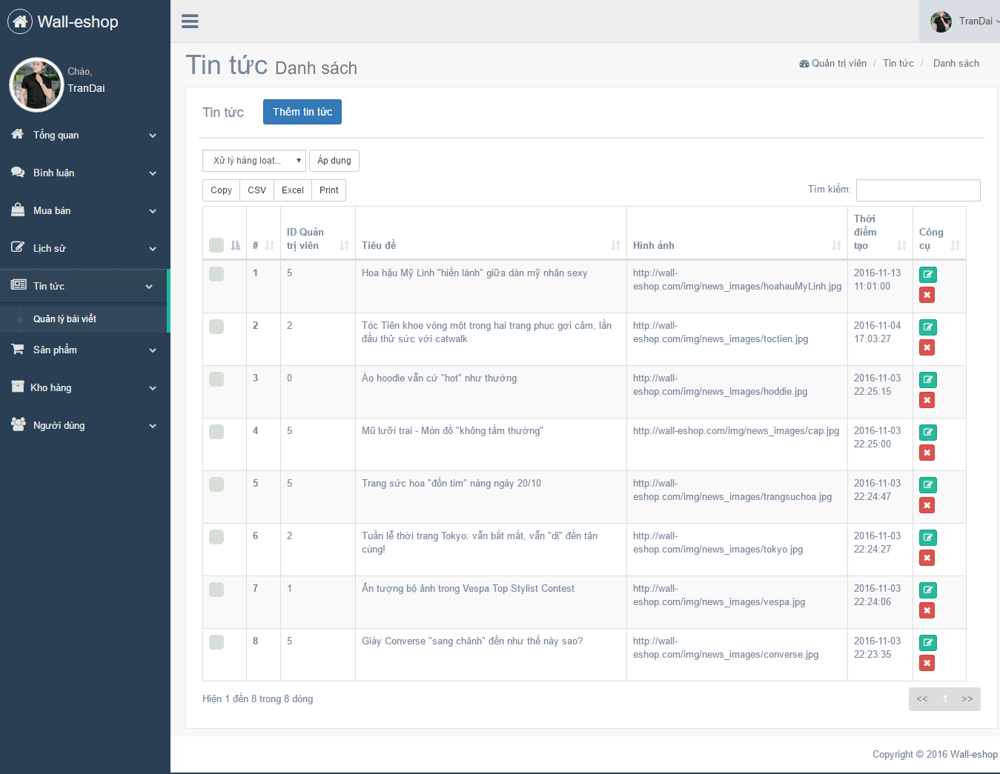 Wall-eshop
TranDai
Chào,
TranDai
Tổng quan
Bình luận
Mua bán
Lịch sử
Tin tức
Quản lý bài viết
Sản phẩm
Kho hàng
Người dùng
Tin tức Danh sách
Quản trị viên / Tin tức / Danh sách
Tin tức Thêm tin tức
Xử lý hàng loạt... Áp dụng
Copy CSV Excel Print Tìm kiếm:
# ID Quản trị viên Tiêu đề Hình ảnh Thời điểm tạo Công cụ
1 5 Hoa hậu Mỹ Linh "hiền lành" giữa dàn mỹ nhân sexy http://wall- 2016-11-13
eshop.com/img/news_images/hoahauMyLinh.jpg 11:01:00
2 2 Tóc Tiên khoe vòng một trong hai trang phục gợi cảm, lần http://wall- 2016-11-04
đầu thử sức với catwalk eshop.com/img/news_images/toctien.jpg 17:03:27
3 0 Áo hoodie vẫn cứ "hot" như thường http://wall- 2016-11-03
eshop.com/img/news_images/hoddie.jpg 22:25:15
4 5 Mũ lưỡi trai - Món đồ "không tầm thường" http://wall-eshop.com/img/news_images/cap.jpg 2016-11-03
22:25:00
5 5 Trang sức hoa "đốn tim" nàng ngày 20/10 http://wall- 2016-11-03
eshop.com/img/news_images/trangsuchoa.jpg 22:24:47
6 2 Tuần lễ thời trang Tokyo: vẫn bắt mắt, vẫn "dị" đến tận http://wall- 2016-11-03
cùng! eshop.com/img/news_images/tokyo.jpg 22:24:27
7 1 Ấn tượng bộ ảnh trong Vespa Top Stylist Contest http://wall- 2016-11-03
eshop.com/img/news_images/vespa.jpg 22:24:06
8 5 Giày Converse "sang chảnh" đến như thế này sao? http://wall- 2016-11-03
eshop.com/img/news_images/converse.jpg 22:23:35
Hiện 1 đến 8 trong 8 dòng << 1 >>
Copyright © 2016 Wall-eshop